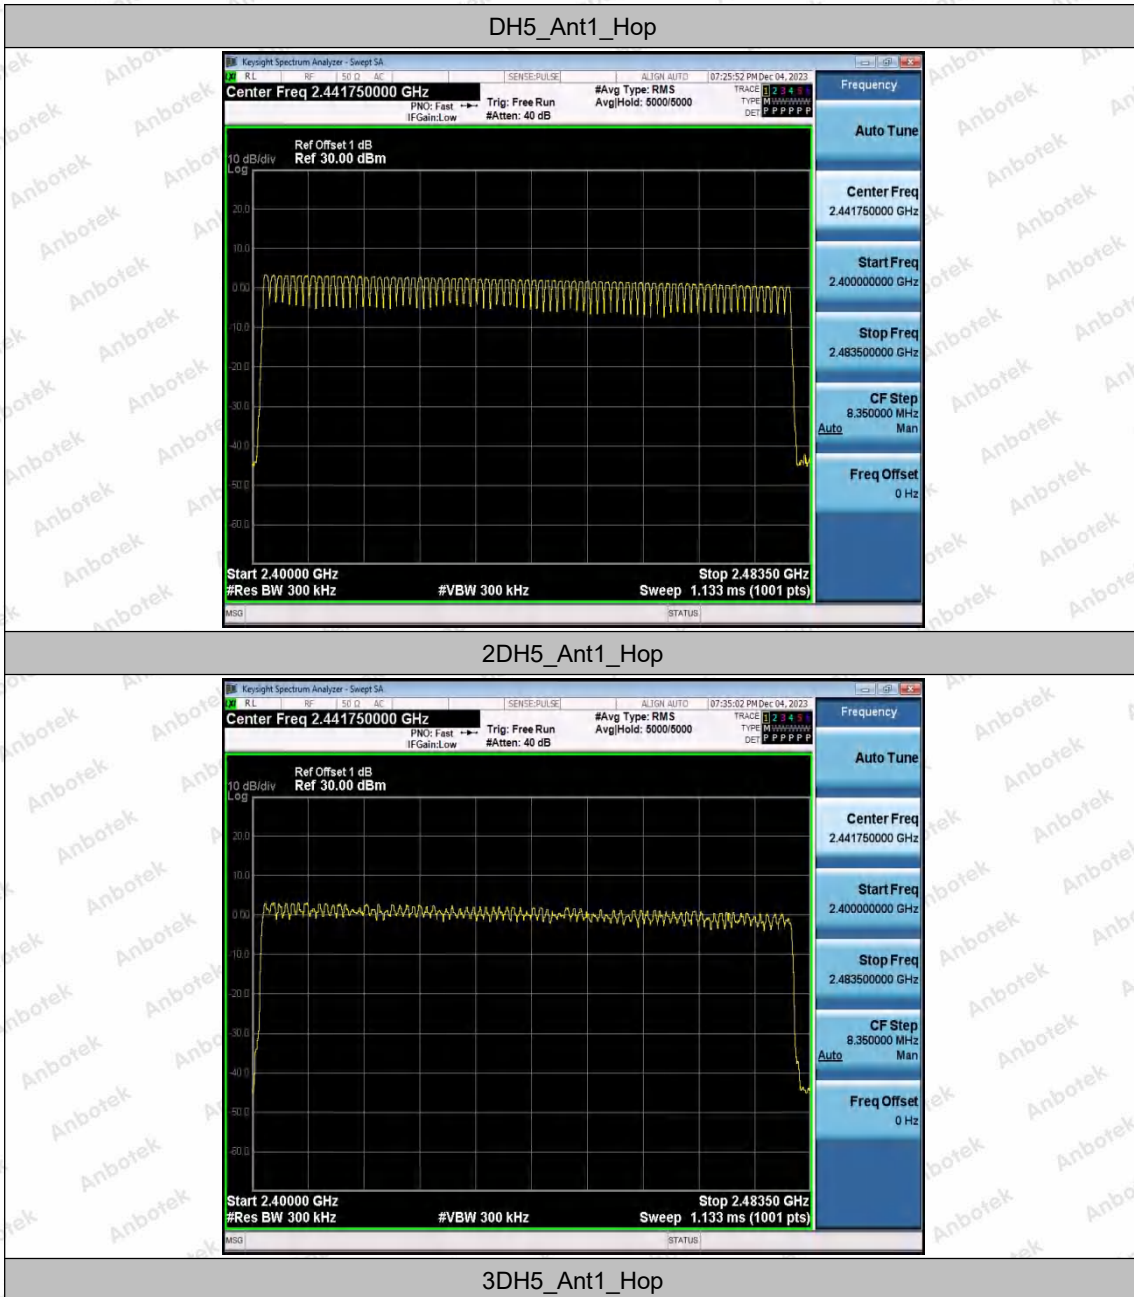 DH5_Ant1_Hop
Keysight Spectrum Analyzer - Swept SA
RL RF 50 Ω AC SENSE:PULSE ALIGN AUTO 07:25:52 PM Dec 04, 2023
Center Freq 2.441750000 GHz
PNO: Fast
IFGain:Low
Trig: Free Run
#Atten: 40 dB
#Avg Type: RMS
Avg|Hold: 5000/5000
TRACE 1 2 3 4 5 6
TYPE M
DET P P P P P P
Ref Offset 1 dB
10 dB/div Ref 30.00 dBm
Log
20.0
10.0
0.00
-10.0
-20.0
-30.0
-40.0
-50.0
-60.0
Start 2.40000 GHz Stop 2.48350 GHz
#Res BW 300 kHz #VBW 300 kHz Sweep 1.133 ms (1001 pts)
MSG STATUS
Frequency
Auto Tune
Center Freq
2.441750000 GHz
Start Freq
2.400000000 GHz
Stop Freq
2.483500000 GHz
CF Step
8.350000 MHz
Auto Man
Freq Offset
0 Hz
2DH5_Ant1_Hop
Keysight Spectrum Analyzer - Swept SA
RL RF 50 Ω AC SENSE:PULSE ALIGN AUTO 07:35:02 PM Dec 04, 2023
Center Freq 2.441750000 GHz
PNO: Fast
IFGain:Low
Trig: Free Run
#Atten: 40 dB
#Avg Type: RMS
Avg|Hold: 5000/5000
TRACE 1 2 3 4 5 6
TYPE M
DET P P P P P P
Ref Offset 1 dB
10 dB/div Ref 30.00 dBm
Log
20.0
10.0
0.00
-10.0
-20.0
-30.0
-40.0
-50.0
-60.0
Start 2.40000 GHz Stop 2.48350 GHz
#Res BW 300 kHz #VBW 300 kHz Sweep 1.133 ms (1001 pts)
MSG STATUS
Frequency
Auto Tune
Center Freq
2.441750000 GHz
Start Freq
2.400000000 GHz
Stop Freq
2.483500000 GHz
CF Step
8.350000 MHz
Auto Man
Freq Offset
0 Hz
3DH5_Ant1_Hop
Anbotek